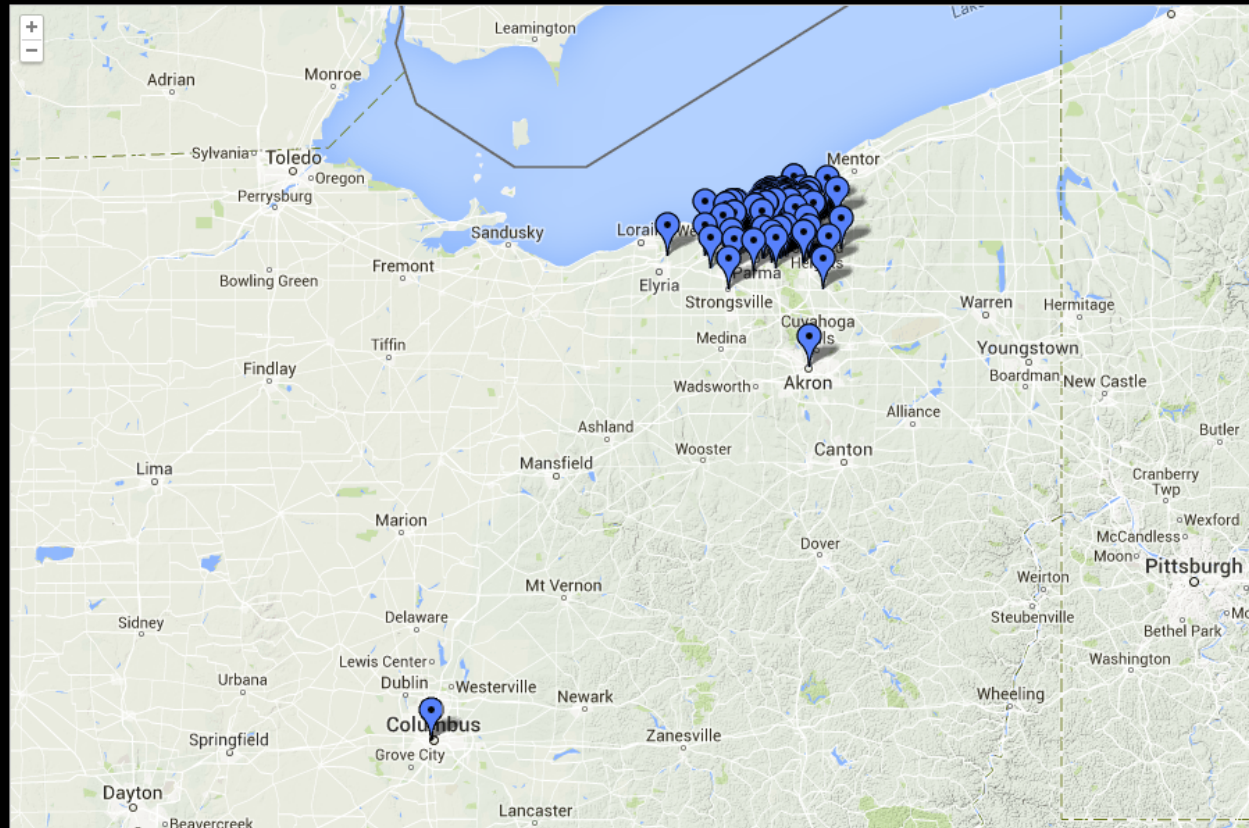 +
−
Leamington
Adrian
Monroe
Sylvania
Toledo
Oregon
Mentor
Perrysburg
Sandusky
Lorain
Fremont
Bowling Green
Elyria
Parma
Strongsville
Warren
Hermitage
Medina
Cuyahoga
Tiffin
Findlay
Youngstown
Wadsworth
Akron
Boardman
New Castle
Alliance
Ashland
Wooster
Canton
Butler
Lima
Mansfield
Cranberry
Twp
Marion
Wexford
McCandless
Dover
Moon
Pittsburgh
Mt Vernon
Weirton
Delaware
Steubenville
Sidney
Bethel Park
Lewis Center
Washington
Urbana
Dublin
Westerville
Newark
Wheeling
Columbus
Springfield
Grove City
Zanesville
Dayton
Lancaster
Beavercreek